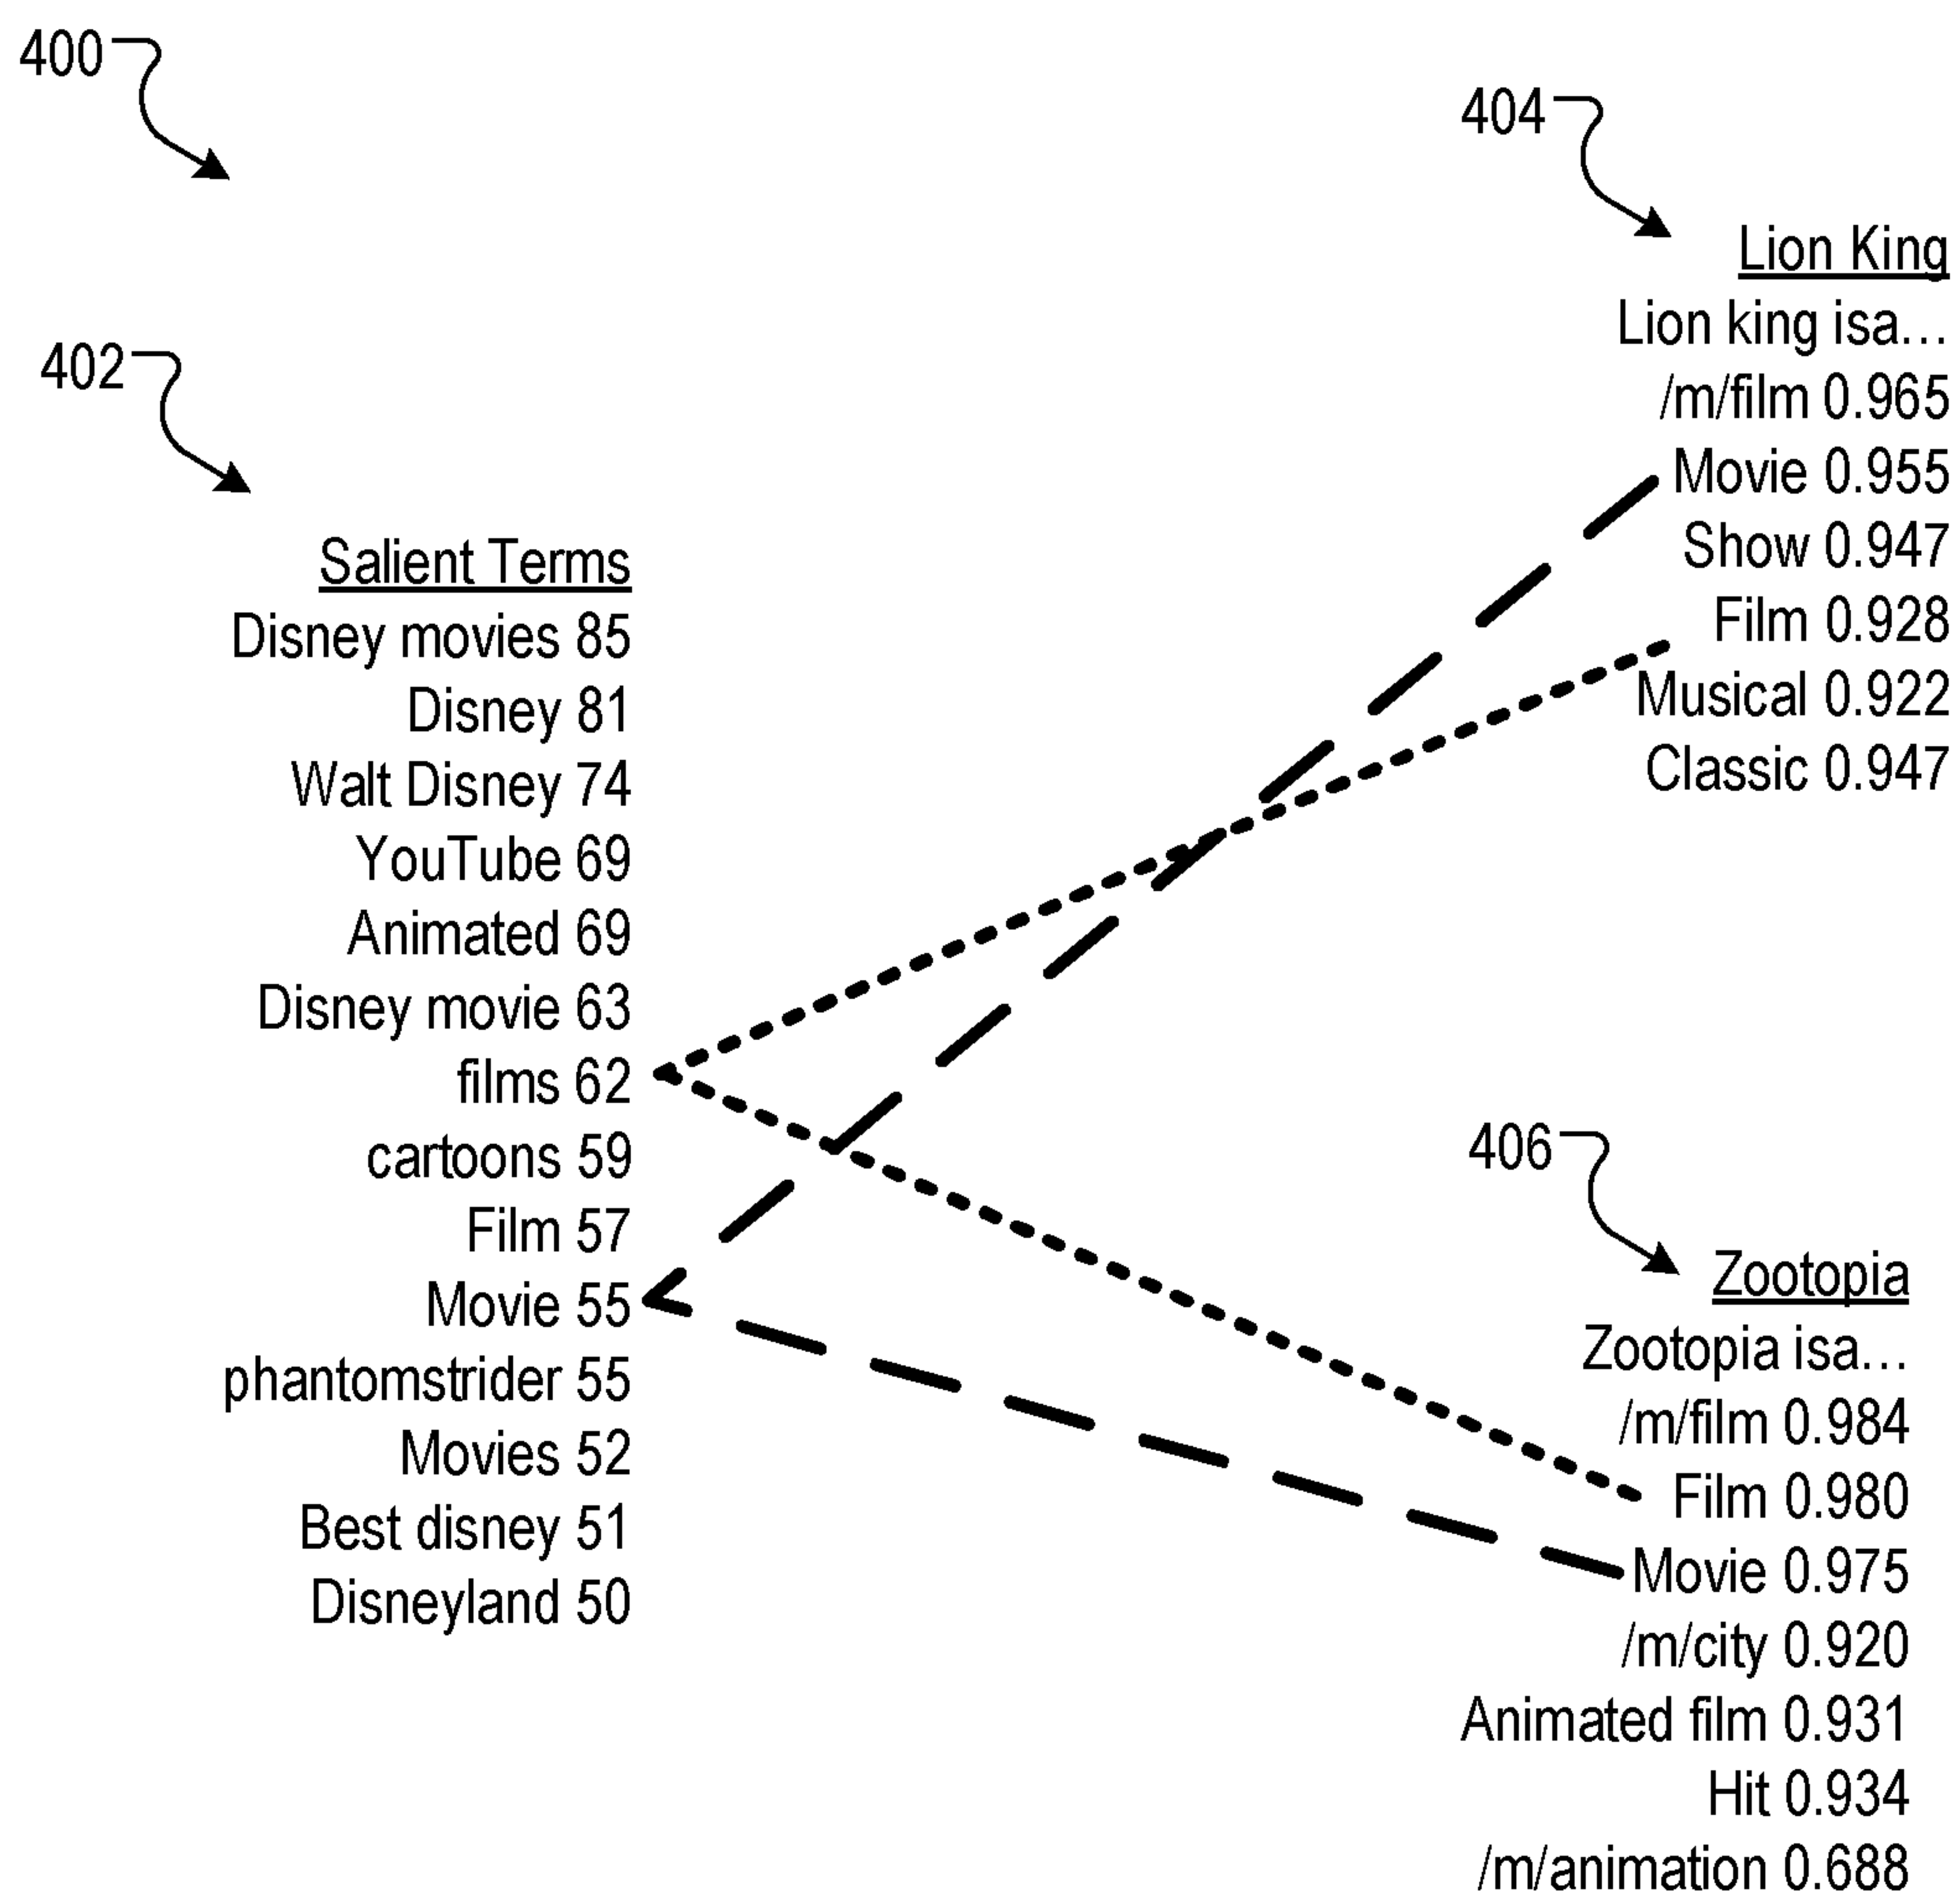 400
402
Salient Terms
Disney movies 85
Disney 81
Walt Disney 74
YouTube 69
Animated 69
Disney movie 63
films 62
cartoons 59
Film 57
Movie 55
phantomstrider 55
Movies 52
Best disney 51
Disneyland 50
404
Lion King
Lion king isa...
/m/film 0.965
Movie 0.955
Show 0.947
Film 0.928
Musical 0.922
Classic 0.947
406
Zootopia
Zootopia isa...
/m/film 0.984
Film 0.980
Movie 0.975
/m/city 0.920
Animated film 0.931
Hit 0.934
/m/animation 0.688